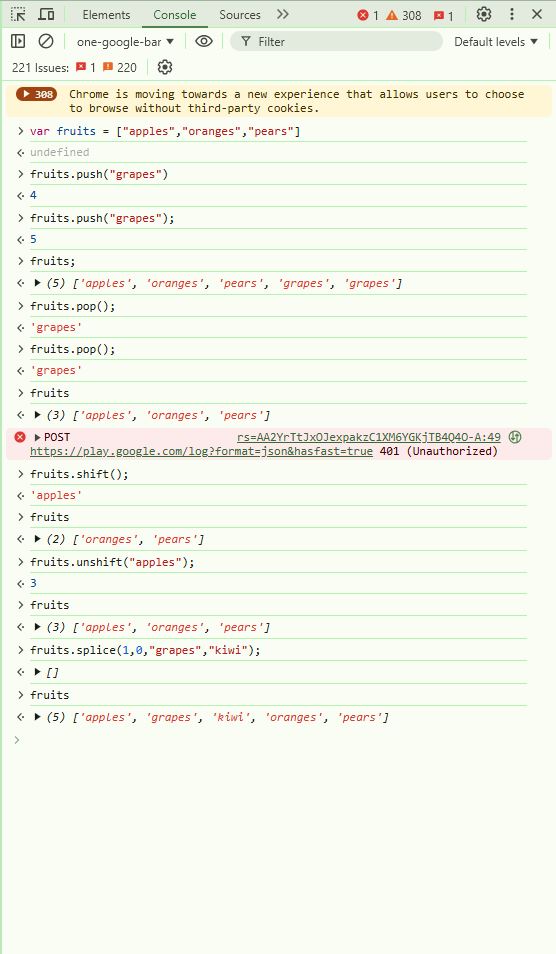 Elements Console Sources
1 308 1
one-google-bar Filter Default levels
221 Issues: 1 220
308 Chrome is moving towards a new experience that allows users to choose
to browse without third-party cookies.
var fruits = ["apples","oranges","pears"]
undefined
fruits.push("grapes")
4
fruits.push("grapes");
5
fruits;
(5) ['apples', 'oranges', 'pears', 'grapes', 'grapes']
fruits.pop();
'grapes'
fruits.pop();
'grapes'
fruits
(3) ['apples', 'oranges', 'pears']
POST rs=AA2YrTtJxOJexpakzC1XM6YGKjTB4Q4O-A:49
https://play.google.com/log?format=json&hasfast=true 401 (Unauthorized)
fruits.shift();
'apples'
fruits
(2) ['oranges', 'pears']
fruits.unshift("apples");
3
fruits
(3) ['apples', 'oranges', 'pears']
fruits.splice(1,0,"grapes","kiwi");
[]
fruits
(5) ['apples', 'grapes', 'kiwi', 'oranges', 'pears']